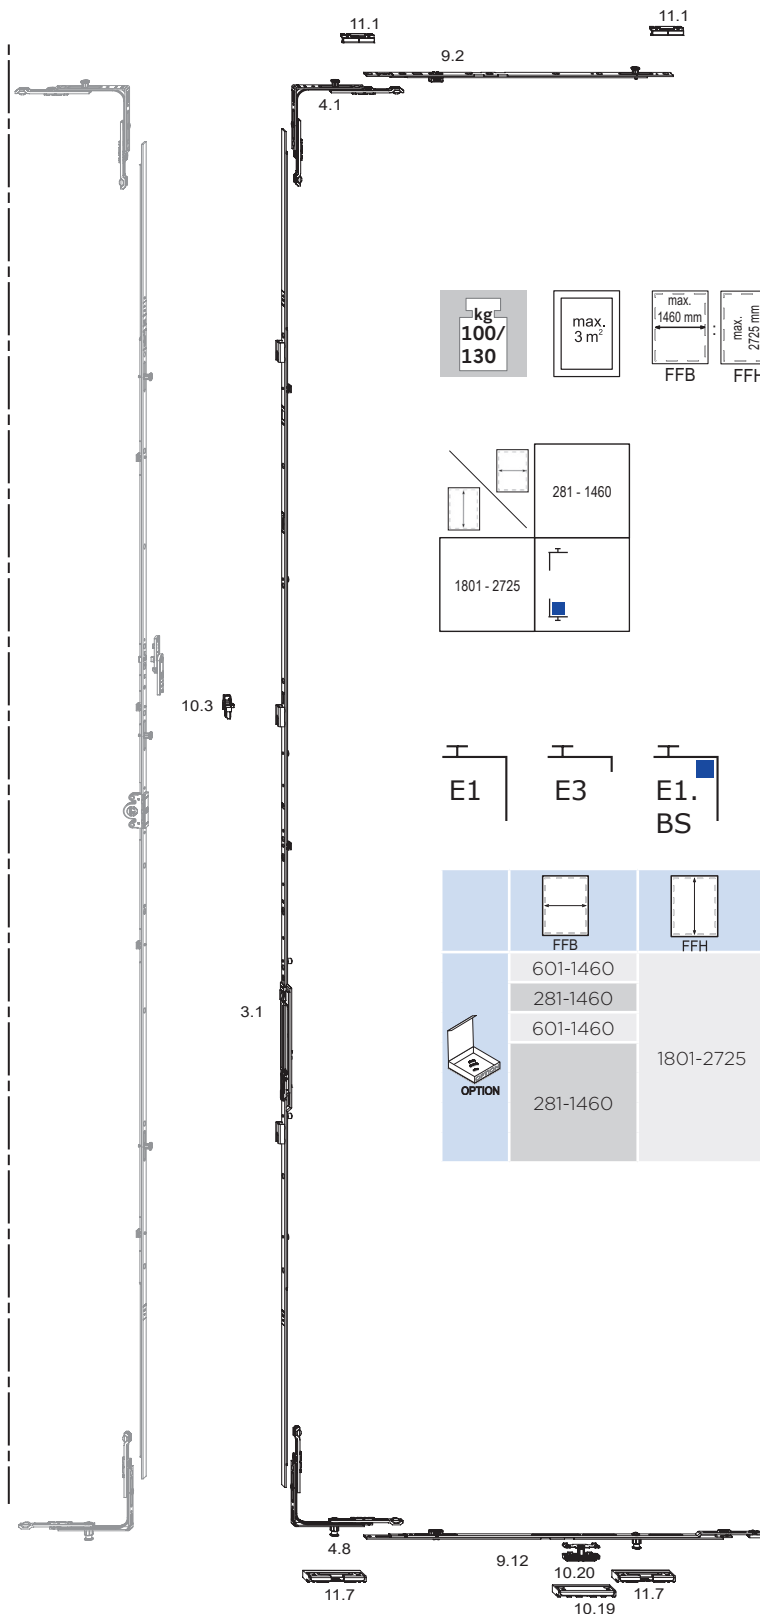 11.1
11.1
9.2
4.1
kg
100/
130
max.
3 m²
max.
1460 mm
FFB
:
max.
2725 mm
FFH
281 - 1460
1801 - 2725
10.3
E1
E3
E1.
BS
FFB
FFH
601-1460
281-1460
601-1460
281-1460
1801-2725
OPTION
3.1
4.8
9.12
10.20
11.7
11.7
10.19